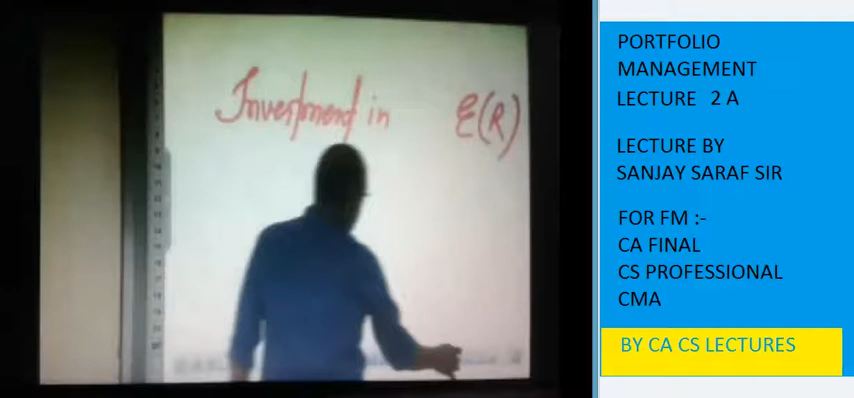 Investment in E(R)
PORTFOLIO
MANAGEMENT
LECTURE 2 A
LECTURE BY
SANJAY SARAF SIR
FOR FM :-
CA FINAL
CS PROFESSIONAL
CMA
BY CA CS LECTURES